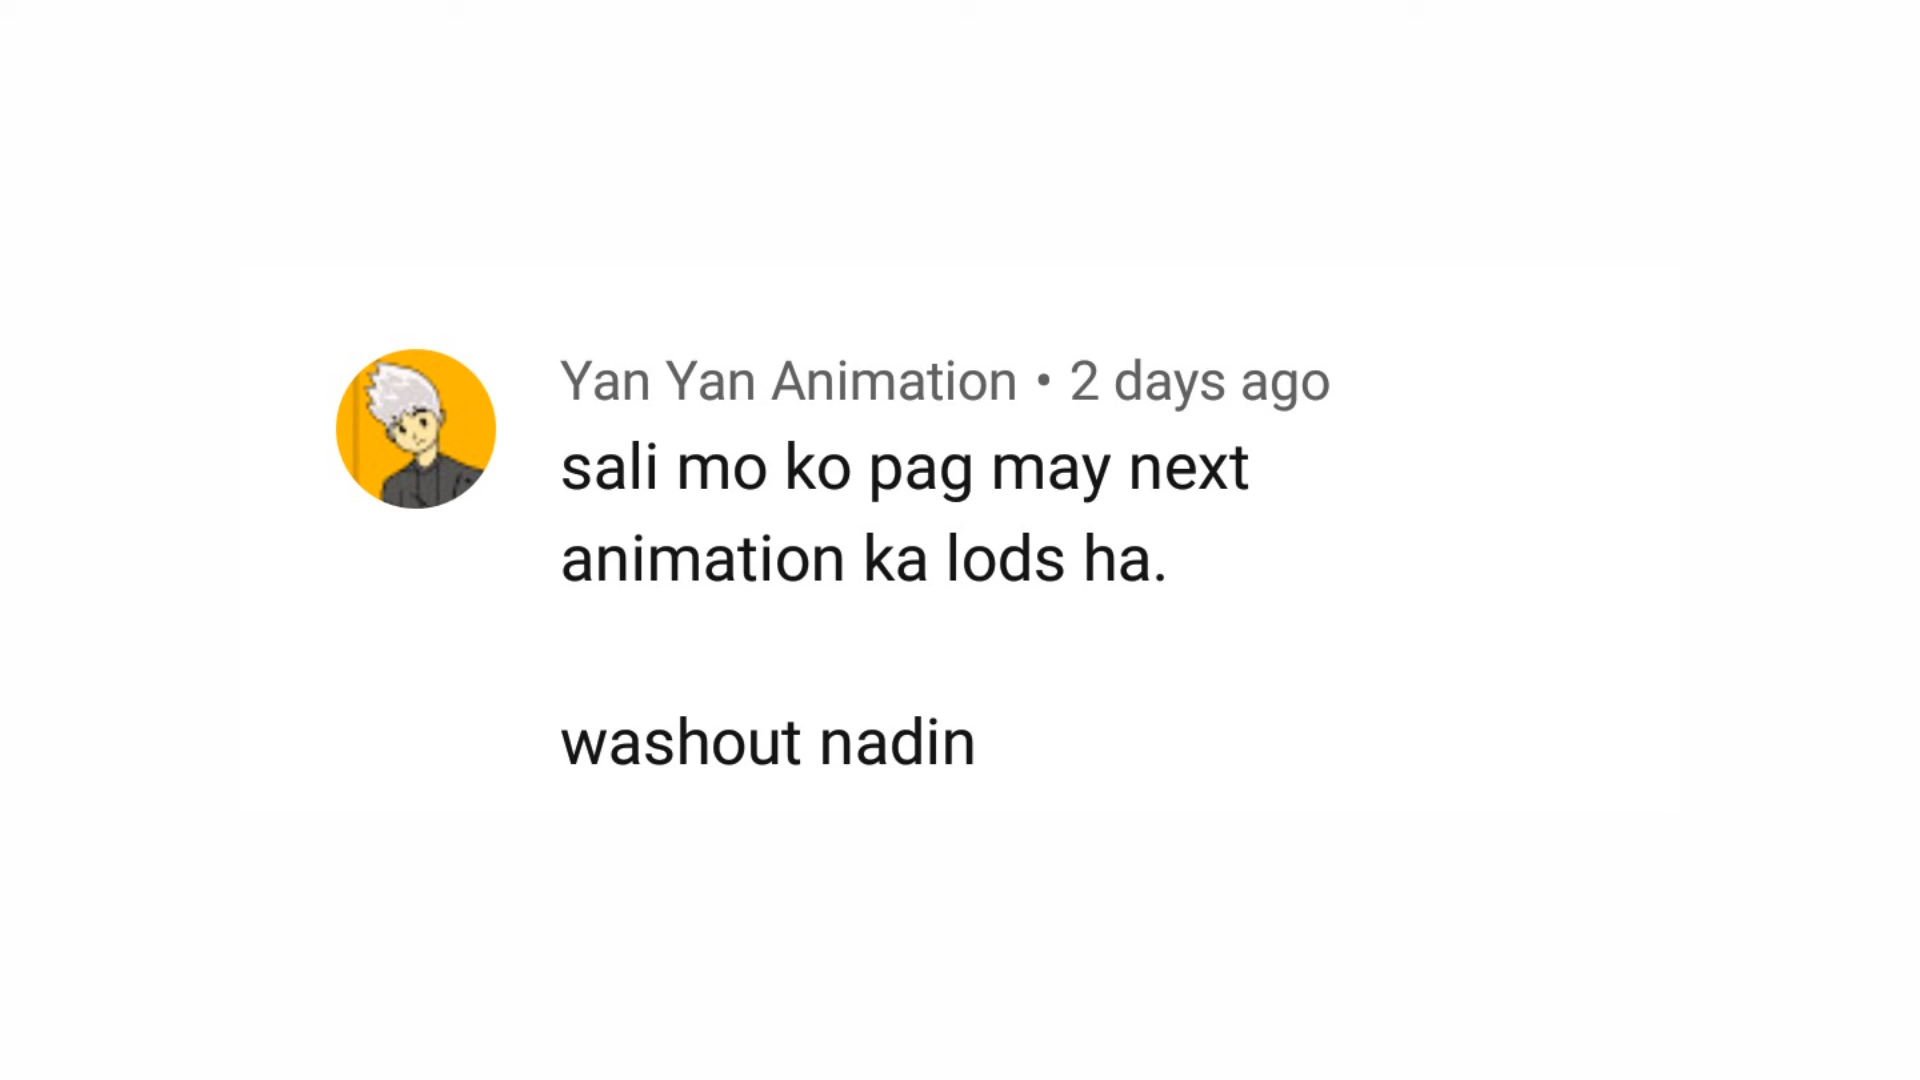 Yan Yan Animation • 2 days ago
sali mo ko pag may next
animation ka lods ha.
washout nadin